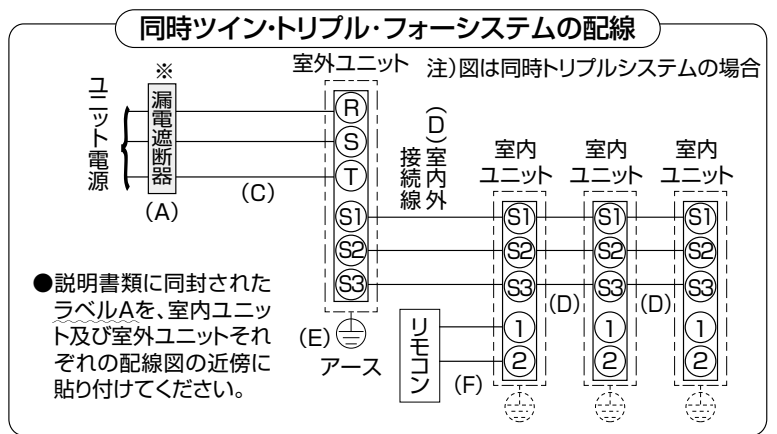 同時ツイン・トリプル・フォーシステムの配線
室外ユニット
注)図は同時トリプルシステムの場合
※
ユニット電源
漏電遮断器
(A)
(C)
R
S
T
S1
S2
S3
(E)
アース
(D)室内外
接続線
室内
ユニット
室内
ユニット
室内
ユニット
S1
S2
S3
1
2
(D)
S1
S2
S3
1
2
(D)
S1
S2
S3
1
2
リモコン
(F)
●説明書類に同封された
ラベルAを、室内ユニッ
ト及び室外ユニットそれ
ぞれの配線図の近傍に
貼り付けてください。